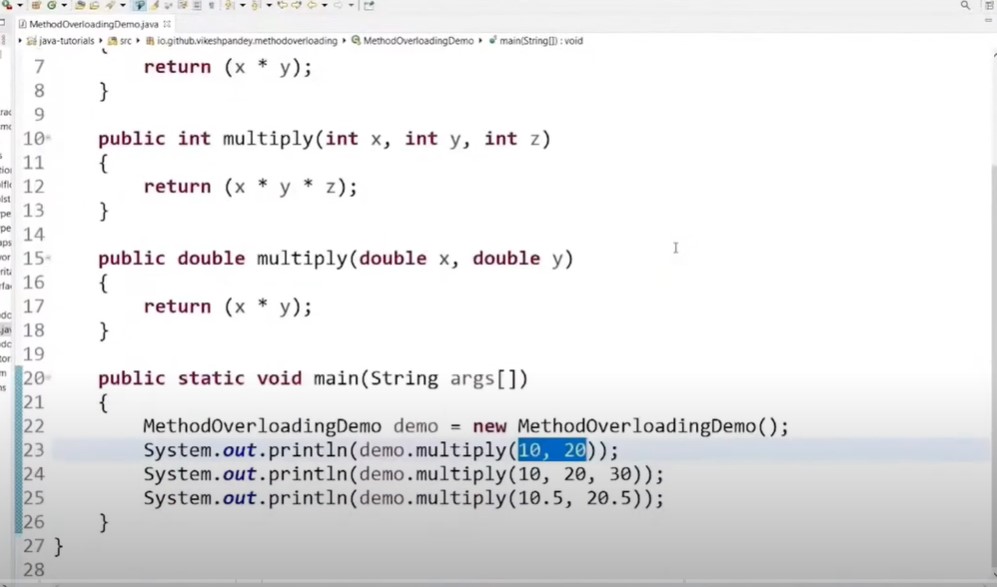 MethodOverloadingDemo.java
java-tutorials src io.github.vikeshpandey.methodoverloading MethodOverloadingDemo main(String[]) : void
7 return (x * y);
8 }
9
10 public int multiply(int x, int y, int z)
11 {
12 return (x * y * z);
13 }
14
15 public double multiply(double x, double y)
16 {
17 return (x * y);
18 }
19
20 public static void main(String args[])
21 {
22 MethodOverloadingDemo demo = new MethodOverloadingDemo();
23 System.out.println(demo.multiply(10, 20));
24 System.out.println(demo.multiply(10, 20, 30));
25 System.out.println(demo.multiply(10.5, 20.5));
26 }
27 }
28